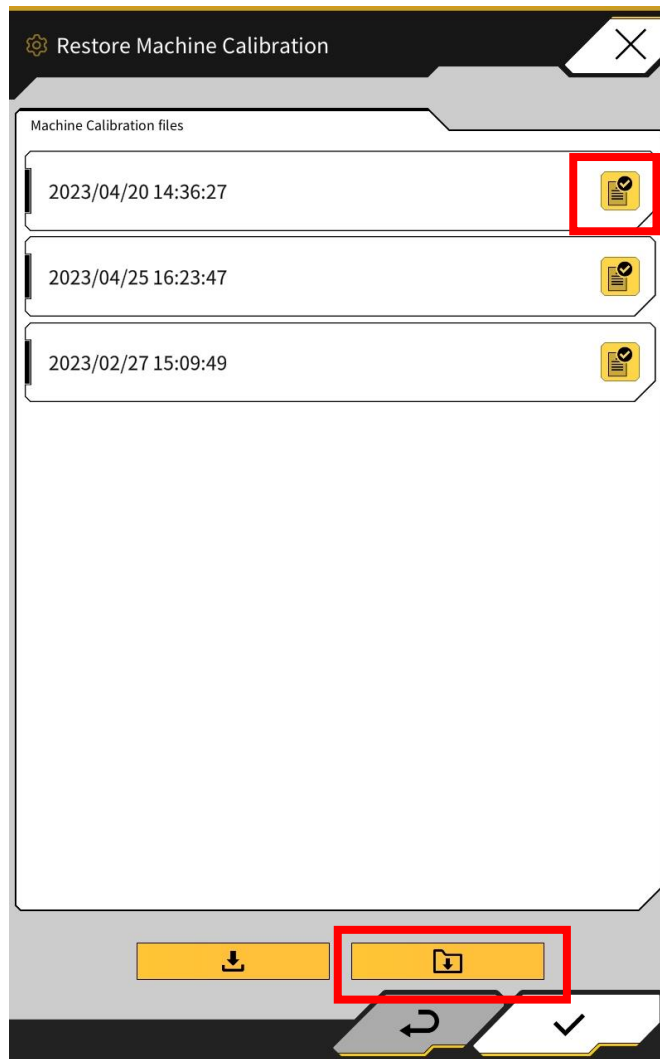 Restore Machine Calibration
Machine Calibration files
2023/04/20 14:36:27
2023/04/25 16:23:47
2023/02/27 15:09:49